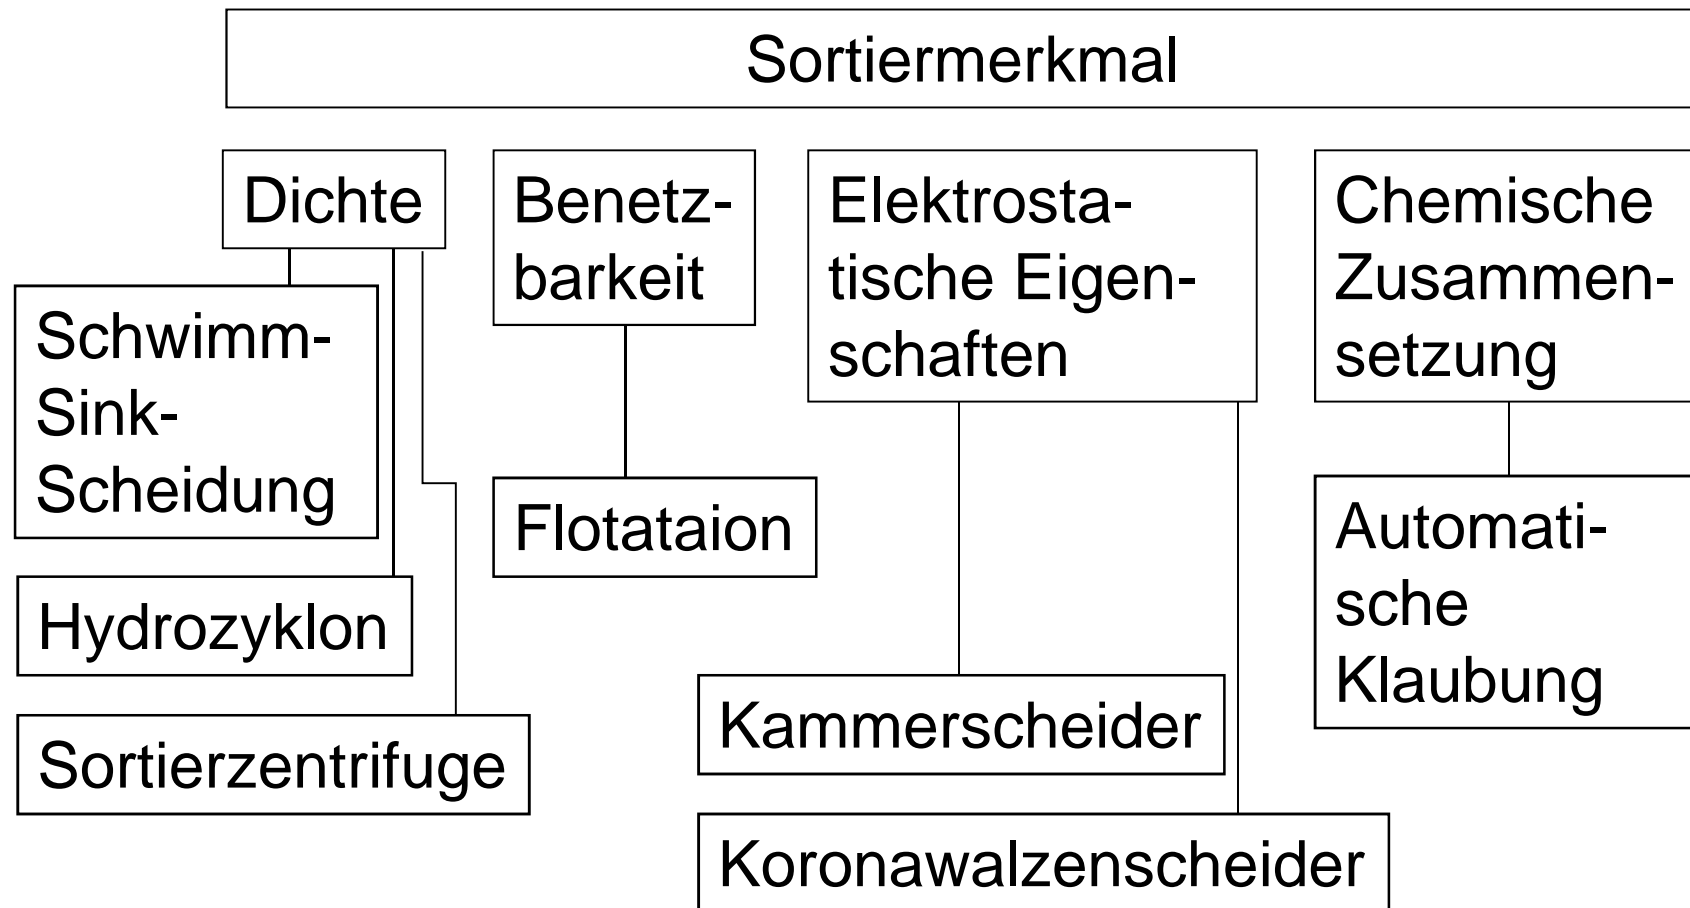 Sortiermerkmal
Dichte
Benetz-
barkeit
Elektrosta-
tische Eigen-
schaften
Chemische
Zusammen-
setzung
Schwimm-
Sink-
Scheidung
Flotataion
Automati-
sche
Klaubung
Hydrozyklon
Kammerscheider
Sortierzentrifuge
Koronawalzenscheider